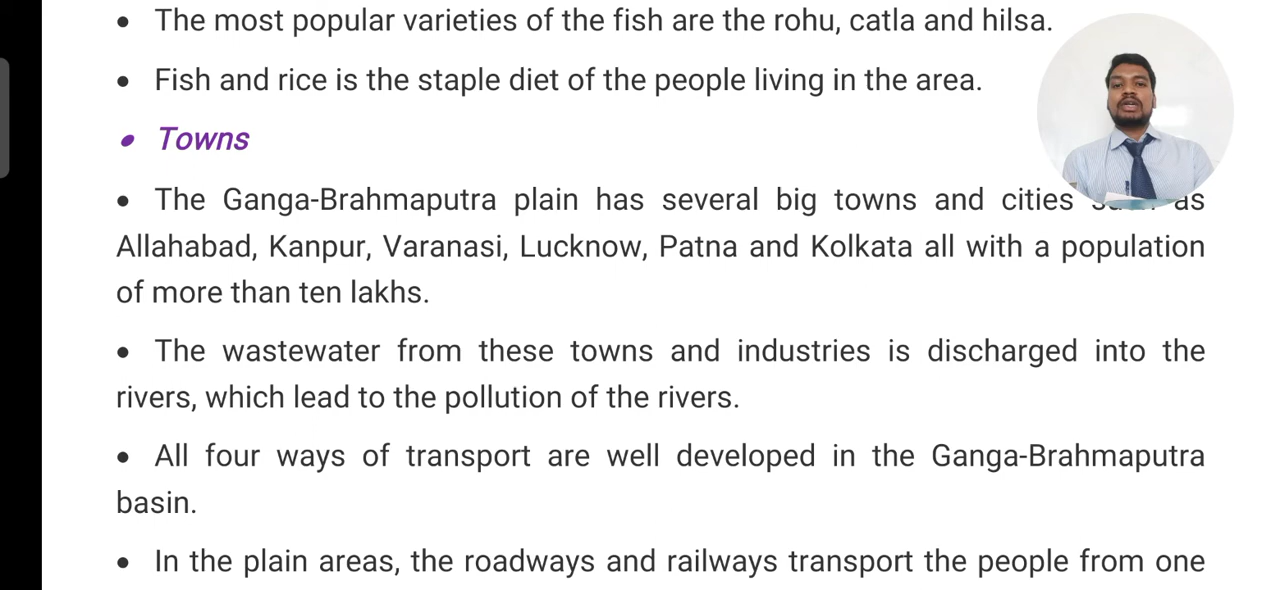 • The most popular varieties of the fish are the rohu, catla and hilsa.
• Fish and rice is the staple diet of the people living in the area.
• Towns
• The Ganga-Brahmaputra plain has several big towns and cities as
Allahabad, Kanpur, Varanasi, Lucknow, Patna and Kolkata all with a population
of more than ten lakhs.
• The wastewater from these towns and industries is discharged into the
rivers, which lead to the pollution of the rivers.
• All four ways of transport are well developed in the Ganga-Brahmaputra
basin.
• In the plain areas, the roadways and railways transport the people from one